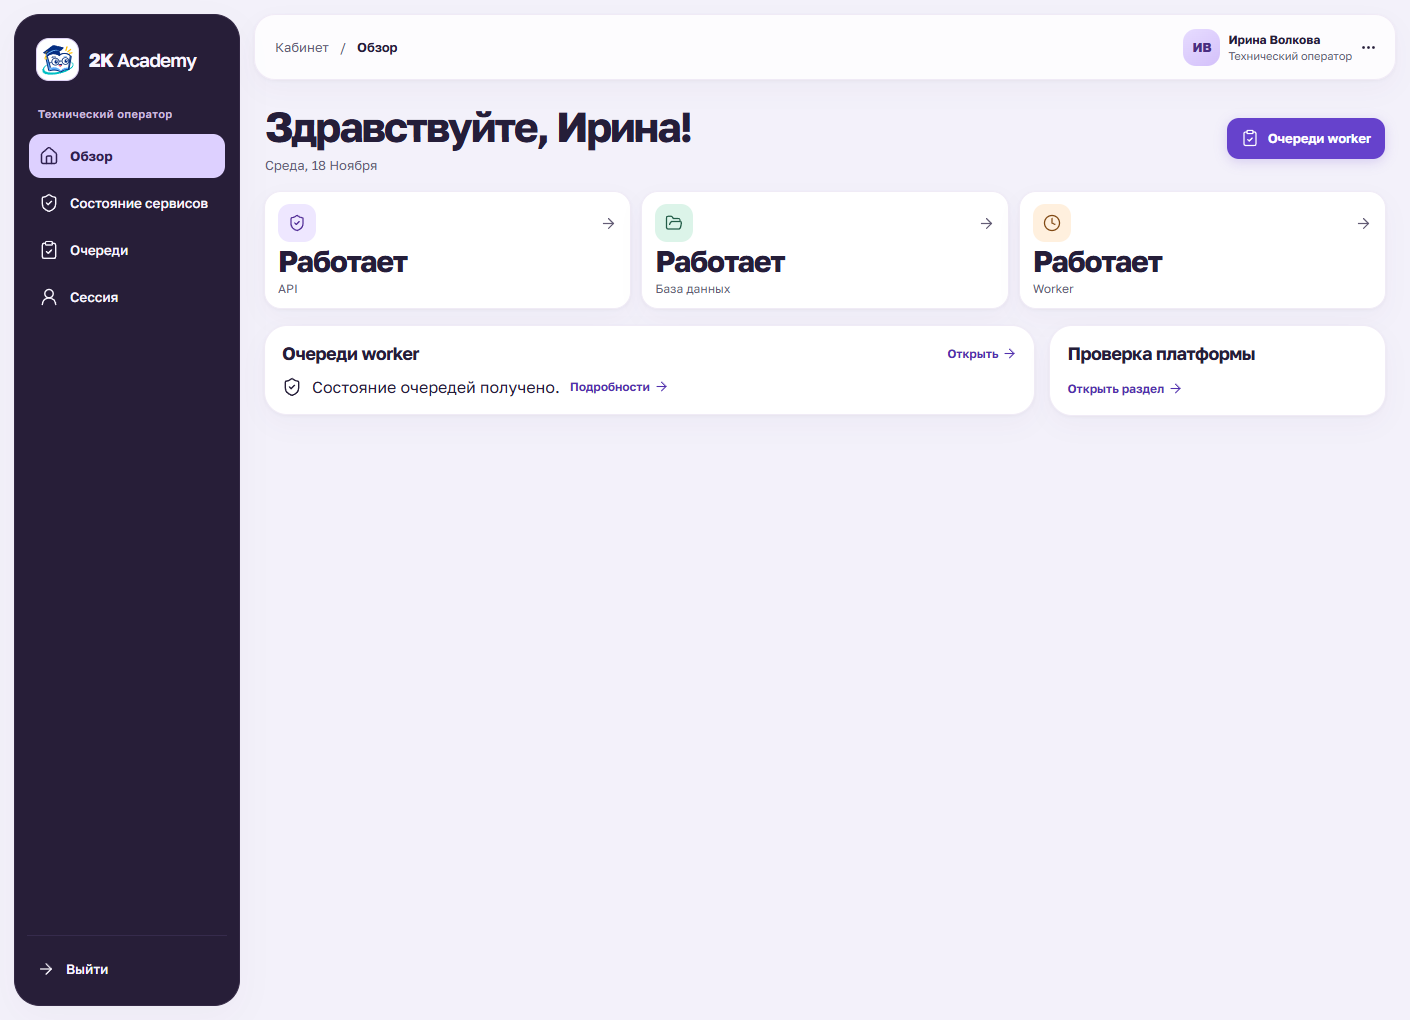 2K Academy
Технический оператор
Обзор
Состояние сервисов
Очереди
Сессия
Выйти
Кабинет / Обзор
ИВ
Ирина Волкова
Технический оператор
Здравствуйте, Ирина!
Среда, 18 Ноября
Очереди worker
Работает
API
Работает
База данных
Работает
Worker
Очереди worker
Открыть
Состояние очередей получено. Подробности
Проверка платформы
Открыть раздел